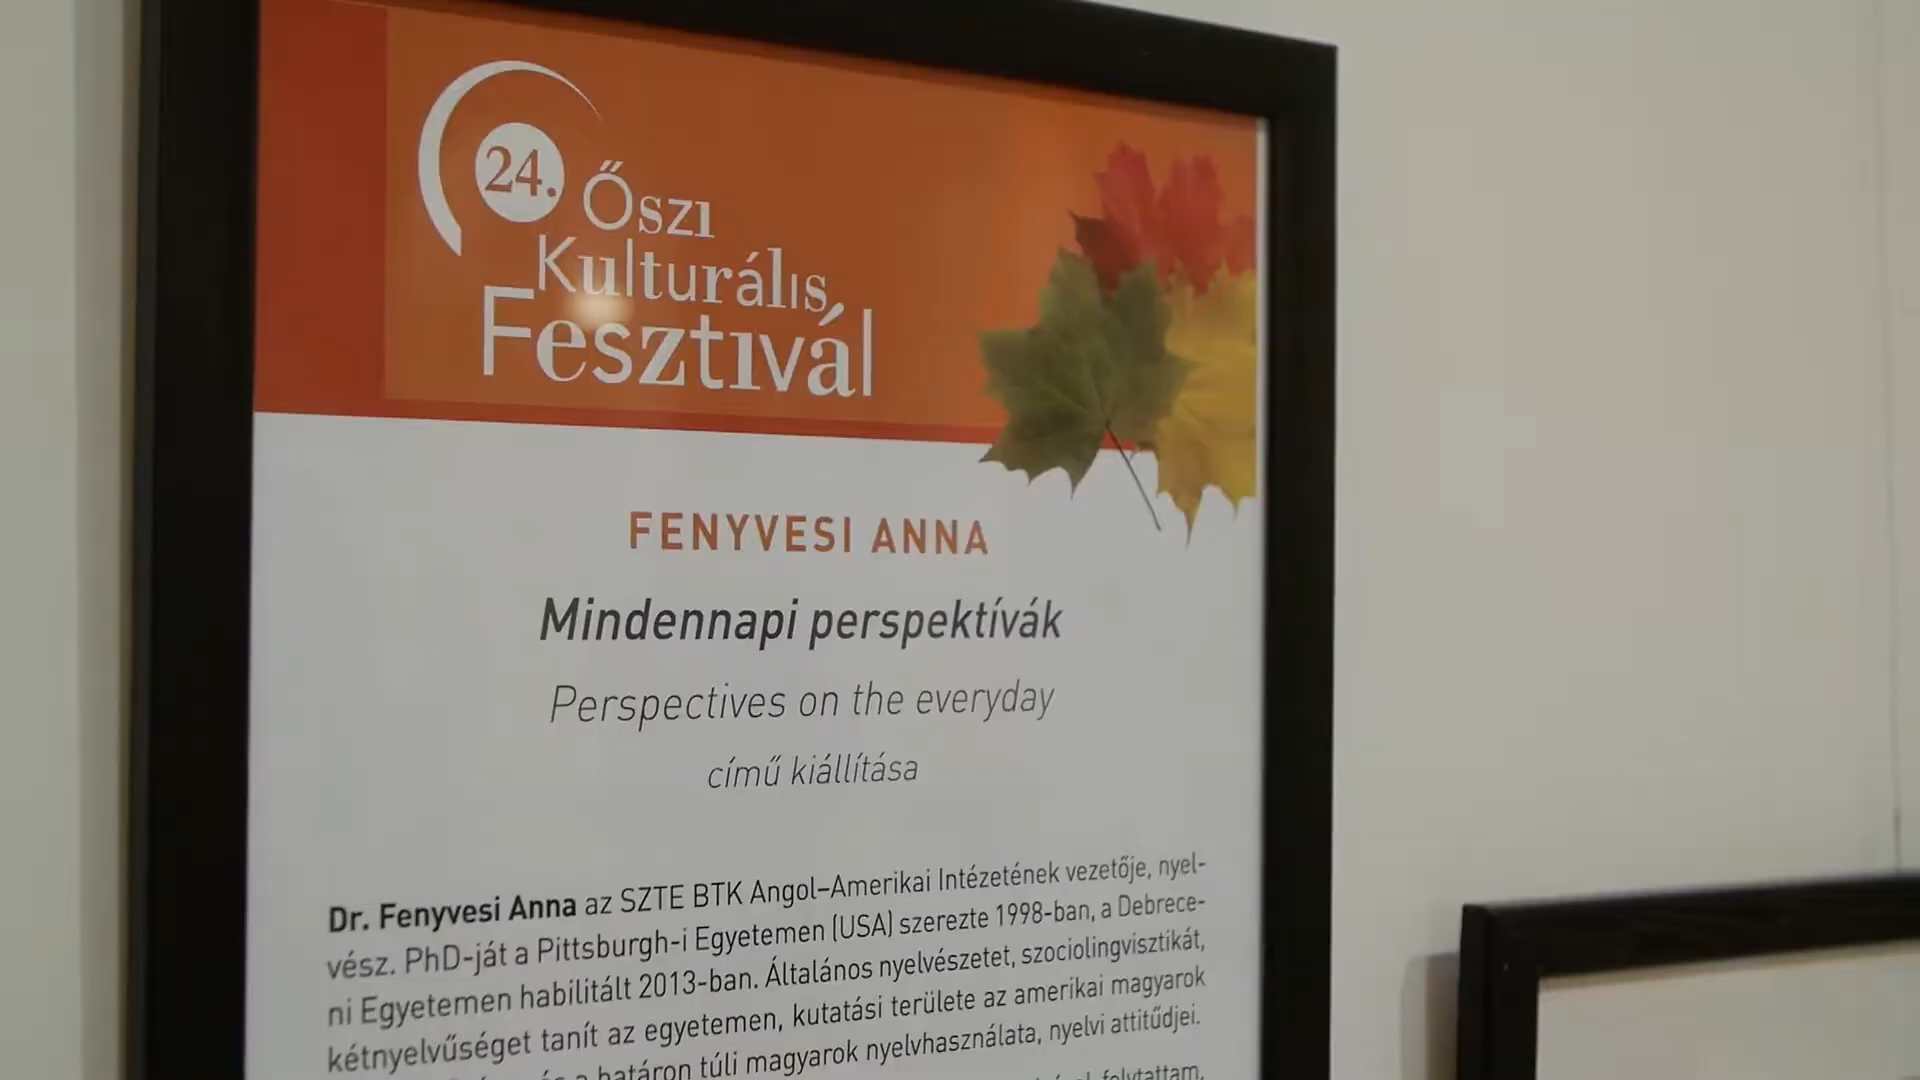 24. Őszi
Kulturális
Fesztivál
FENYVESI ANNA
Mindennapi perspektívák
Perspectives on the everyday
című kiállítása
Dr. Fenyvesi Anna az SZTE BTK Angol–Amerikai Intézetének vezetője, nyel-
vész. PhD-ját a Pittsburgh-i Egyetemen (USA) szerezte 1998-ban, a Debrece-
ni Egyetemen habilitált 2013-ban. Általános nyelvészetet, szociolingvisztikát,
kétnyelvűséget tanít az egyetemen, kutatási területe az amerikai magyarok
határon túli magyarok nyelvhasználata, nyelvi attitűdjei.
folytattam,